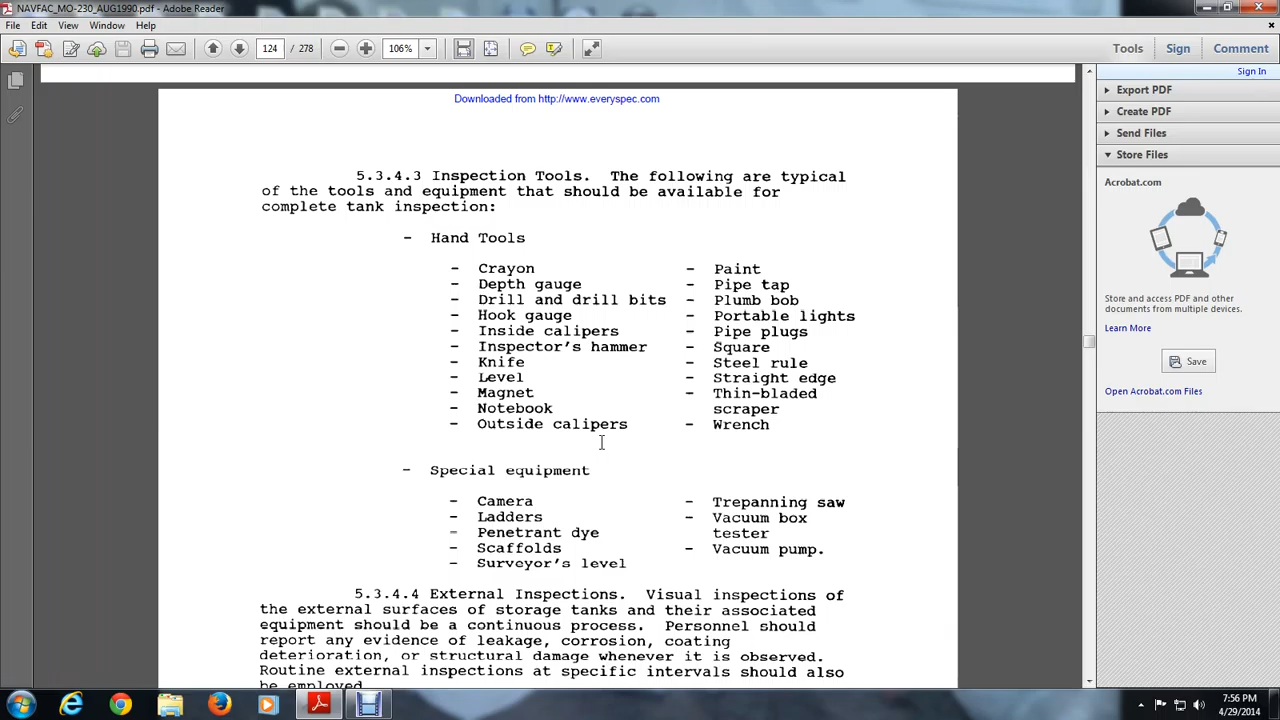 NAVFAC_MO-230_AUG1990.pdf - Adobe Reader
File Edit View Window Help
124 / 278 106% Tools Sign Comment
Sign In
Export PDF
Create PDF
Send Files
Store Files
Acrobat.com
Store and access PDF and other
documents from multiple devices.
Learn More
Save
Open Acrobat.com Files
Downloaded from http://www.everyspec.com
5.3.4.3 Inspection Tools. The following are typical
of the tools and equipment that should be available for
complete tank inspection:
- Hand Tools
- Crayon - Paint
- Depth gauge - Pipe tap
- Drill and drill bits - Plumb bob
- Hook gauge - Portable lights
- Inside calipers - Pipe plugs
- Inspector's hammer - Square
- Knife - Steel rule
- Level - Straight edge
- Magnet - Thin-bladed
- Notebook scraper
- Outside calipers - Wrench
- Special equipment
- Camera - Trepanning saw
- Ladders - Vacuum box
- Penetrant dye tester
- Scaffolds - Vacuum pump.
- Surveyor's level
5.3.4.4 External Inspections. Visual inspections of
the external surfaces of storage tanks and their associated
equipment should be a continuous process. Personnel should
report any evidence of leakage, corrosion, coating
deterioration, or structural damage whenever it is observed.
Routine external inspections at specific intervals should also
be employed
7:56 PM
4/29/2014